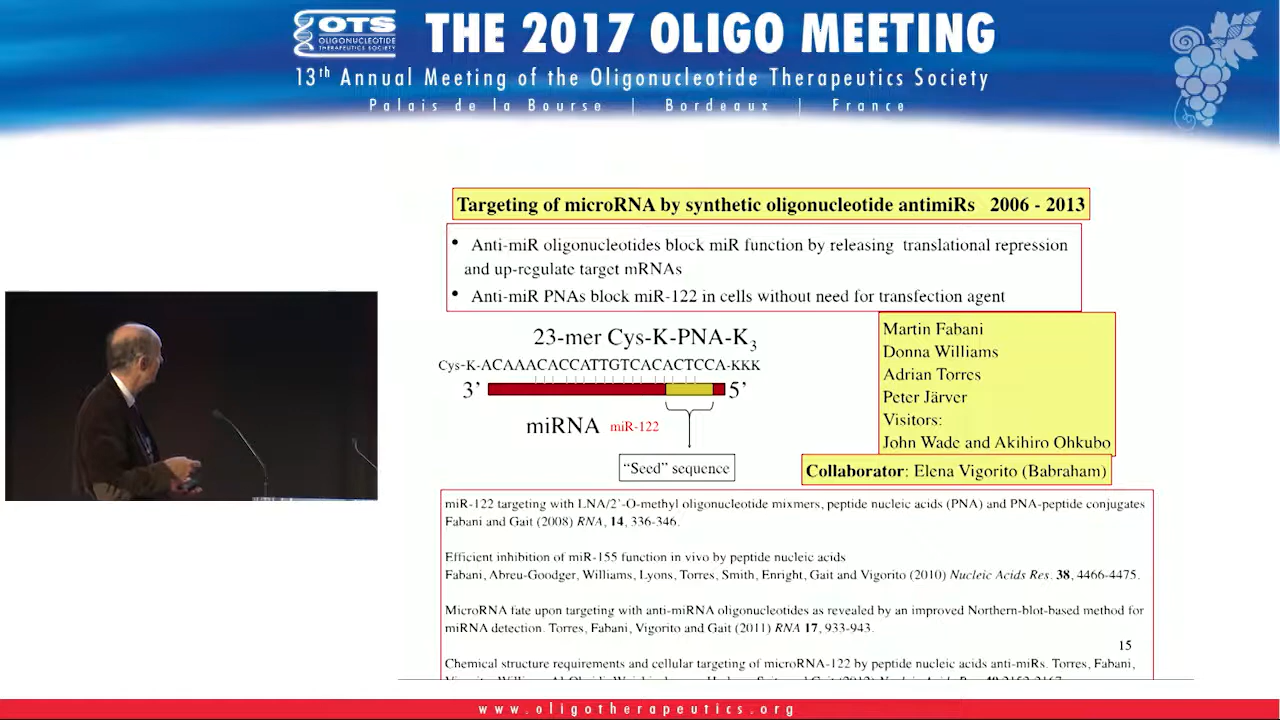 OTS
OLIGONUCLEOTIDE
THERAPEUTICS SOCIETY
THE 2017 OLIGO MEETING
13th Annual Meeting of the Oligonucleotide Therapeutics Society
Palais de la Bourse | Bordeaux | France
Targeting of microRNA by synthetic oligonucleotide antimiRs 2006 - 2013
• Anti-miR oligonucleotides block miR function by releasing translational repression
and up-regulate target mRNAs
• Anti-miR PNAs block miR-122 in cells without need for transfection agent
23-mer Cys-K-PNA-K3
Cys-K-ACAAACACCATTGTCACACTCCA-KKK
3’ 5’
miRNA miR-122
“Seed” sequence
Martin Fabani
Donna Williams
Adrian Torres
Peter Järver
Visitors:
John Wade and Akihiro Ohkubo
Collaborator: Elena Vigorito (Babraham)
miR-122 targeting with LNA/2’-O-methyl oligonucleotide mixmers, peptide nucleic acids (PNA) and PNA-peptide conjugates
Fabani and Gait (2008) RNA, 14, 336-346.
Efficient inhibition of miR-155 function in vivo by peptide nucleic acids
Fabani, Abreu-Goodger, Williams, Lyons, Torres, Smith, Enright, Gait and Vigorito (2010) Nucleic Acids Res. 38, 4466-4475.
MicroRNA fate upon targeting with anti-miRNA oligonucleotides as revealed by an improved Northern-blot-based method for
miRNA detection. Torres, Fabani, Vigorito and Gait (2011) RNA 17, 933-943.
15
Chemical structure requirements and cellular targeting of microRNA-122 by peptide nucleic acids anti-miRs. Torres, Fabani,
www.oligotherapeutics.org